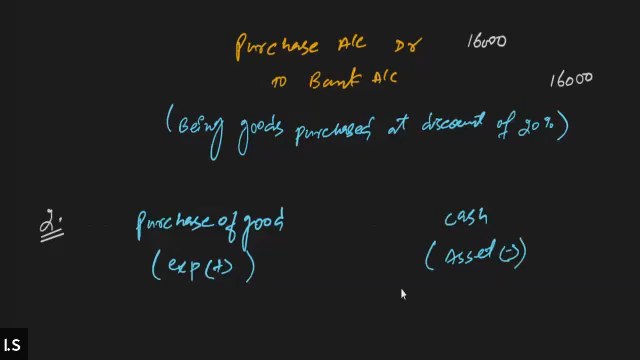 Purchase A/c Dr 16000
To Bank A/c 16000
(Being goods purchased at discount of 20%)
2. Purchase of good cash
(exp(+)) (Asset(-))
I.S